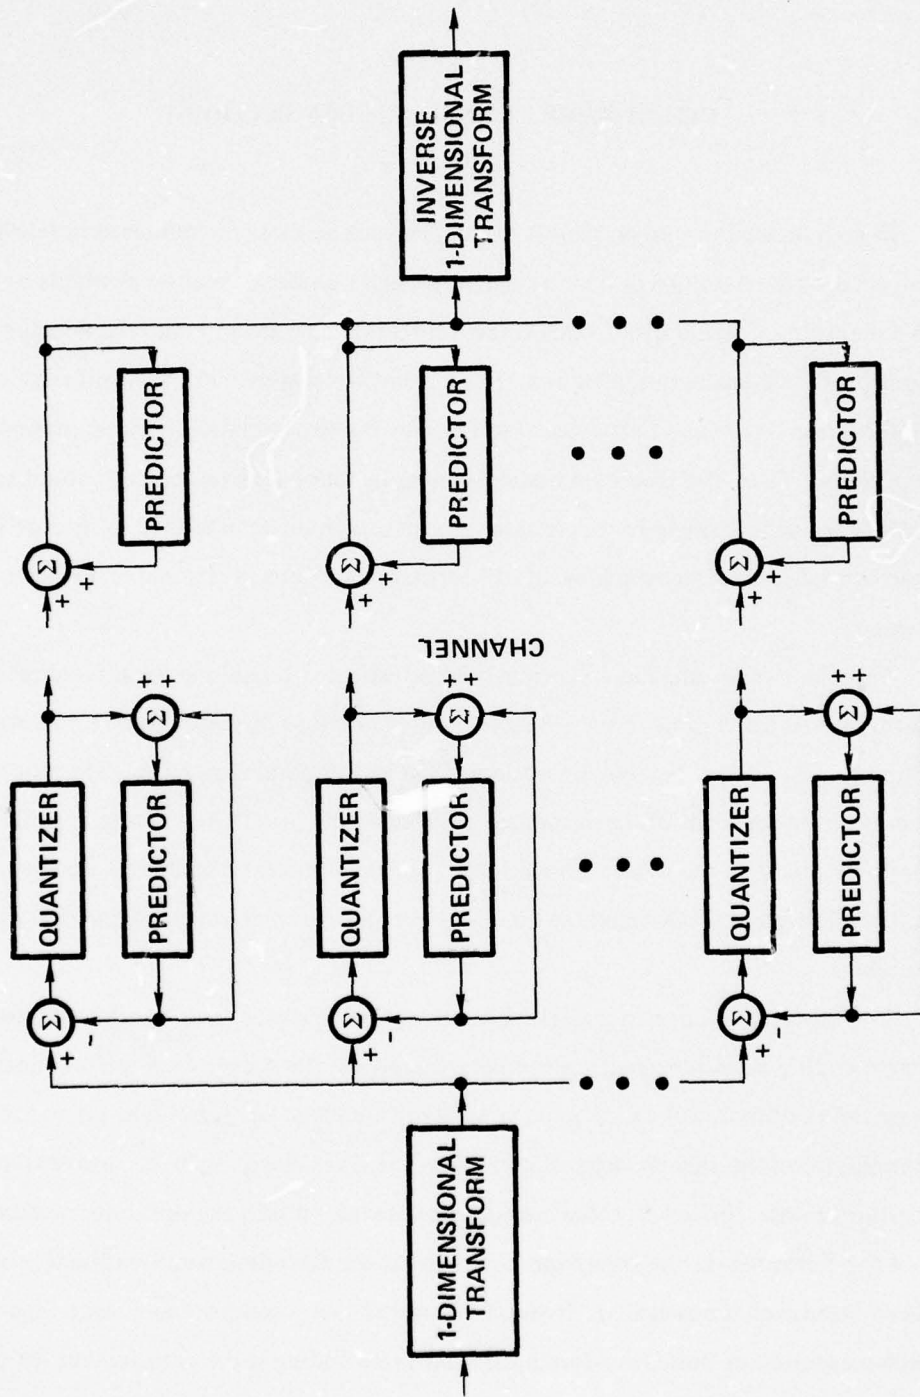 1-DIMENSIONAL
TRANSFORM
+
Σ
-
QUANTIZER
PREDICTOR
Σ
+
+
+
Σ
-
QUANTIZER
PREDICTOR
Σ
+
+
+
Σ
-
QUANTIZER
PREDICTOR
Σ
+
+
CHANNEL
+
Σ
+
PREDICTOR
+
Σ
+
PREDICTOR
+
Σ
+
PREDICTOR
INVERSE
1-DIMENSIONAL
TRANSFORM